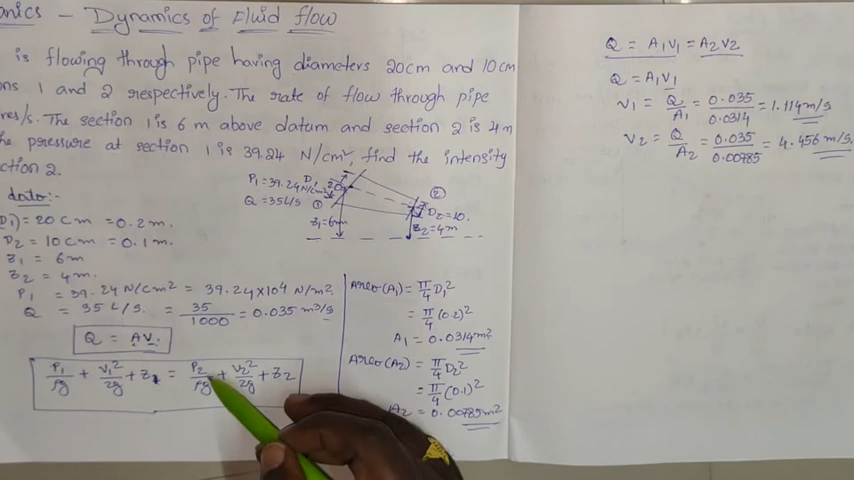 nics - Dynamics of Fluid flow
is flowing through pipe having diameters 20cm and 10cm
ns 1 and 2 respectively. The rate of flow through pipe
res/s. The section 1 is 6 m above datum and section 2 is 4m
he pressure at section 1 is 39.24 N/cm², find the intensity
ction 2.
data:-
D1) = 20 cm = 0.2 m.
D2 = 10 cm = 0.1 m.
Z1 = 6m
Z2 = 4m.
P1 = 39.24 N/cm² = 39.24×10⁴ N/m².
Q = 35 L/s. = 35/1000 = 0.035 m³/s
Q = AV.
P1/ρg + V1²/2g + Z1 = P2/ρg + V2²/2g + Z2
P1 = 39.24 N/cm²
Q = 35L/S
D1
20
①
Z1 = 6m
②
D2 = 10.
Z2 = 4m
Area (A1) = π/4 D1²
= π/4 (0.2)²
A1 = 0.0314 m²
Area (A2) = π/4 D2²
= π/4 (0.1)²
A2 = 0.00785 m²
Q = A1V1 = A2V2
Q = A1V1
V1 = Q/A1 = 0.035/0.0314 = 1.114 m/s
V2 = Q/A2 = 0.035/0.00785 = 4.456 m/s.